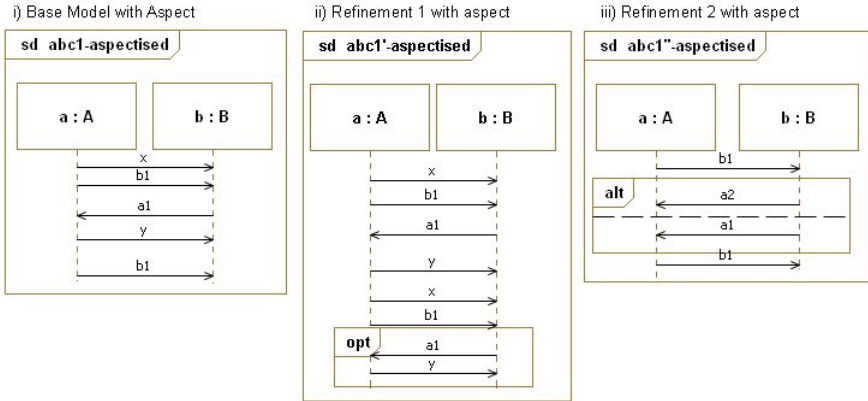 i) Base Model with Aspect
sd abc1-aspectised
a : A
b : B
x
b1
a1
y
b1
ii) Refinement 1 with aspect
sd abc1'-aspectised
a : A
b : B
x
b1
a1
y
x
b1
opt
a1
y
iii) Refinement 2 with aspect
sd abc1''-aspectised
a : A
b : B
b1
alt
a2
a1
b1